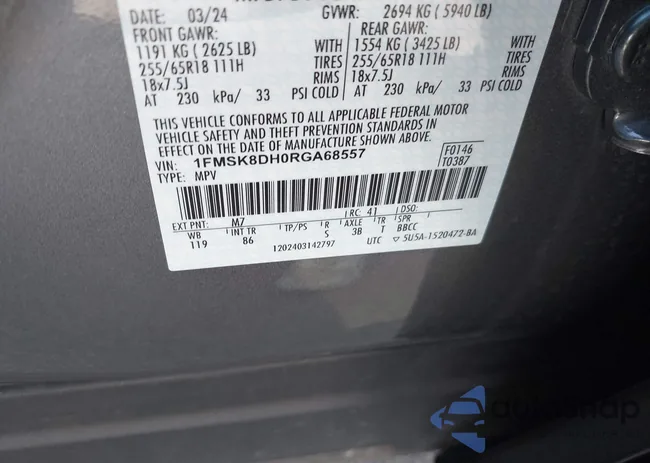 DATE: 03/24 GVWR: 2694 KG (5940 LB)
FRONT GAWR: REAR GAWR:
1191 KG (2625 LB) WITH 1554 KG (3425 LB) WITH
255/65R18 111H TIRES 255/65R18 111H TIRES
18x7.5J RIMS 18x7.5J RIMS
AT 230 kPa/ 33 PSI COLD AT 230 kPa/ 33 PSI COLD
THIS VEHICLE CONFORMS TO ALL APPLICABLE FEDERAL MOTOR
VEHICLE SAFETY AND THEFT PREVENTION STANDARDS IN
EFFECT ON THE DATE OF MANUFACTURE SHOWN ABOVE.
VIN: 1FMSK8DH0RGA68557 F0146
TYPE: MPV T0387
EXT PNT: M7 RC: 41 DSO:
WB INT TR TP/PS R AXLE TR SPR
119 86 S 3B T BBCC
1202403142797 UTC ▽ 5U5A-1520472-BA
autosnap